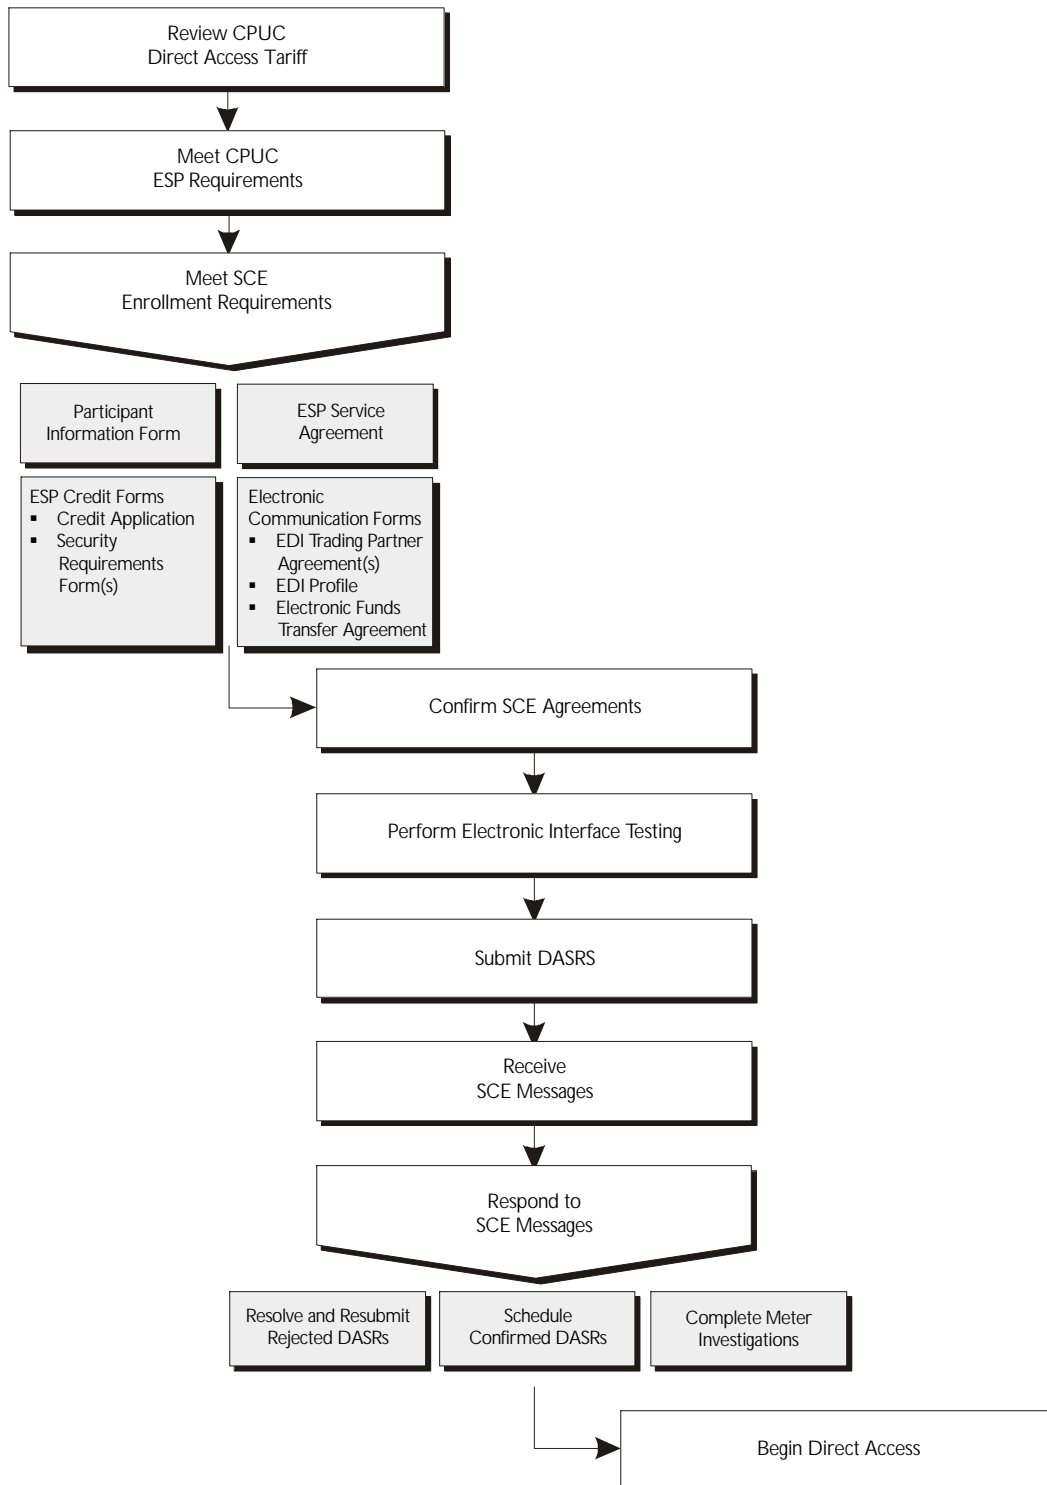 Review CPUC
Direct Access Tariff
Meet CPUC
ESP Requirements
Meet SCE
Enrollment Requirements
Participant
Information Form
ESP Service
Agreement
ESP Credit Forms
▪ Credit Application
▪ Security
Requirements
Form(s)
Electronic
Communication Forms
▪ EDI Trading Partner
Agreement(s)
▪ EDI Profile
▪ Electronic Funds
Transfer Agreement
Confirm SCE Agreements
Perform Electronic Interface Testing
Submit DASRS
Receive
SCE Messages
Respond to
SCE Messages
Resolve and Resubmit
Rejected DASRs
Schedule
Confirmed DASRs
Complete Meter
Investigations
Begin Direct Access